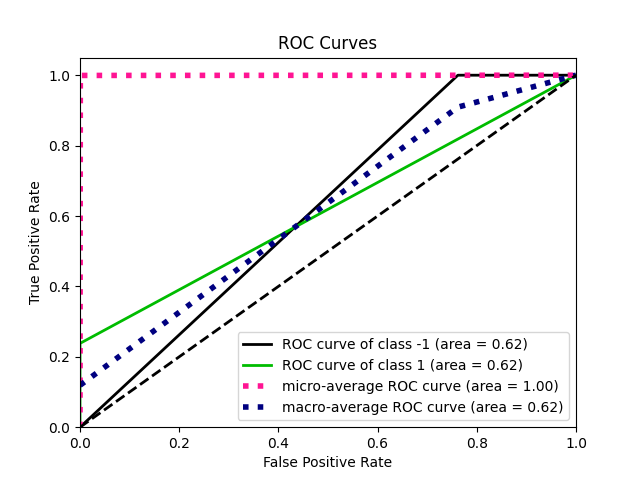 ROC Curves
1.0
0.8
0.6
0.4
0.2
0.0
True Positive Rate
ROC curve of class -1 (area = 0.62)
ROC curve of class 1 (area = 0.62)
micro-average ROC curve (area = 1.00)
macro-average ROC curve (area = 0.62)
0.0 0.2 0.4 0.6 0.8 1.0
False Positive Rate